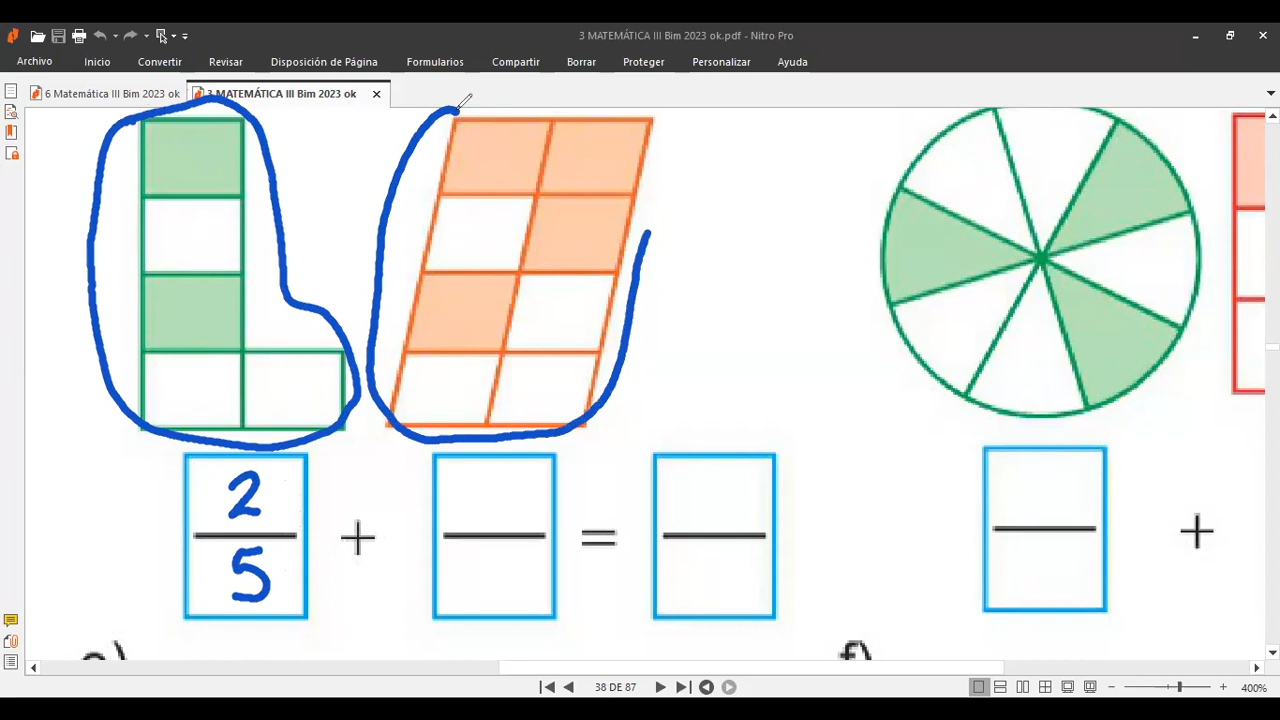 3 MATEMÁTICA III Bim 2023 ok.pdf - Nitro Pro
Archivo Inicio Convertir Revisar Disposición de Página Formularios Compartir Borrar Proteger Personalizar Ayuda
6 Matemática III Bim 2023 ok 3 MATEMÁTICA III Bim 2023 ok ×
2
5
+ =
+
f)
38 DE 87
400%